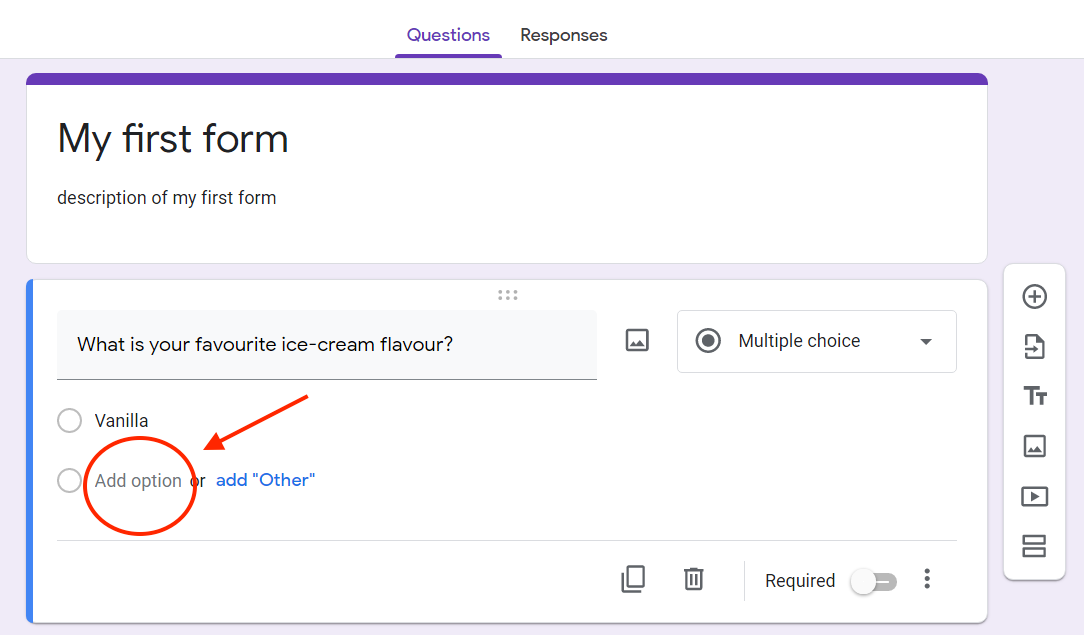 Questions Responses
My first form
description of my first form
What is your favourite ice-cream flavour?
Multiple choice
Vanilla
Add option or add "Other"
Required